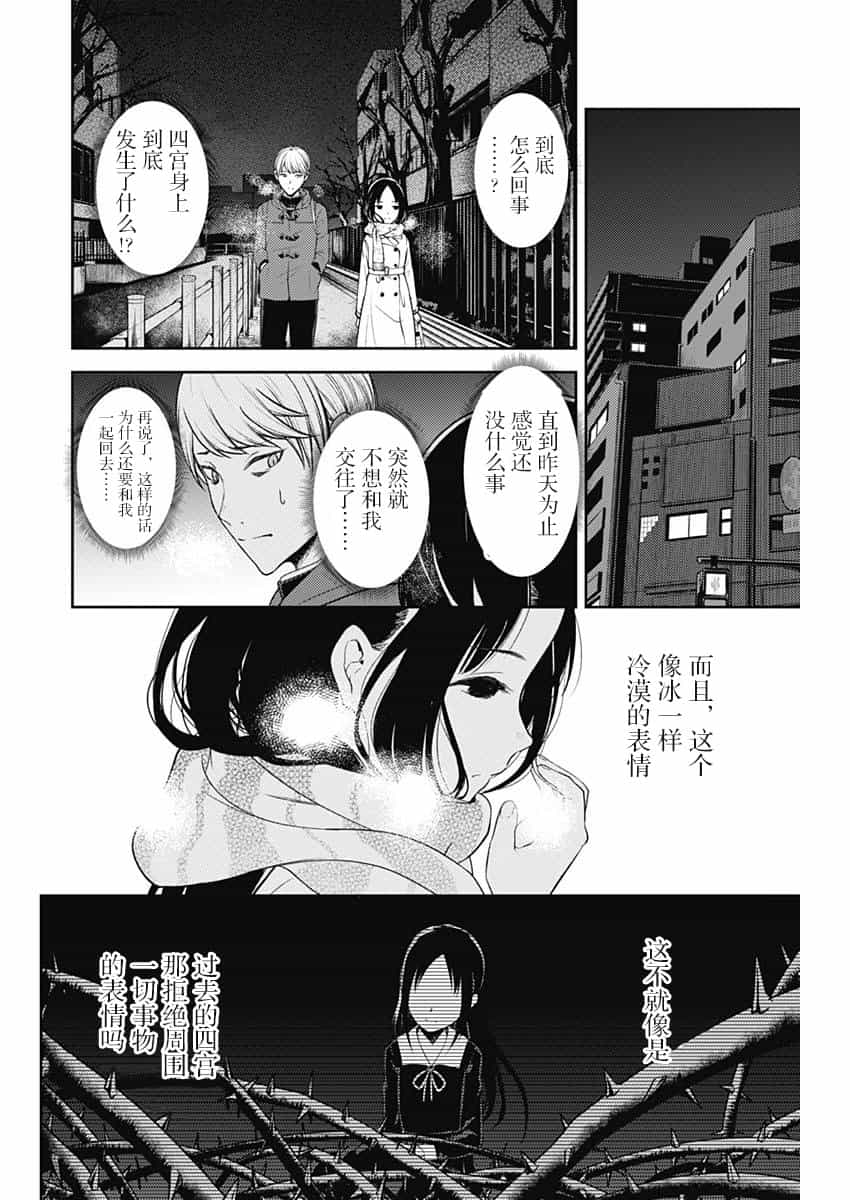 到底
怎么回事
……?
四宫身上
到底
发生了什么!?
直到昨天为止
感觉还
没什么事
突然就
不想和我
交往了……
再说了，这样的话
为什么还要和我
一起回去……
而且，这个
像冰一样
冷漠的表情
这不就像是
过去的四宫
那拒绝周围
一切事物
的表情吗